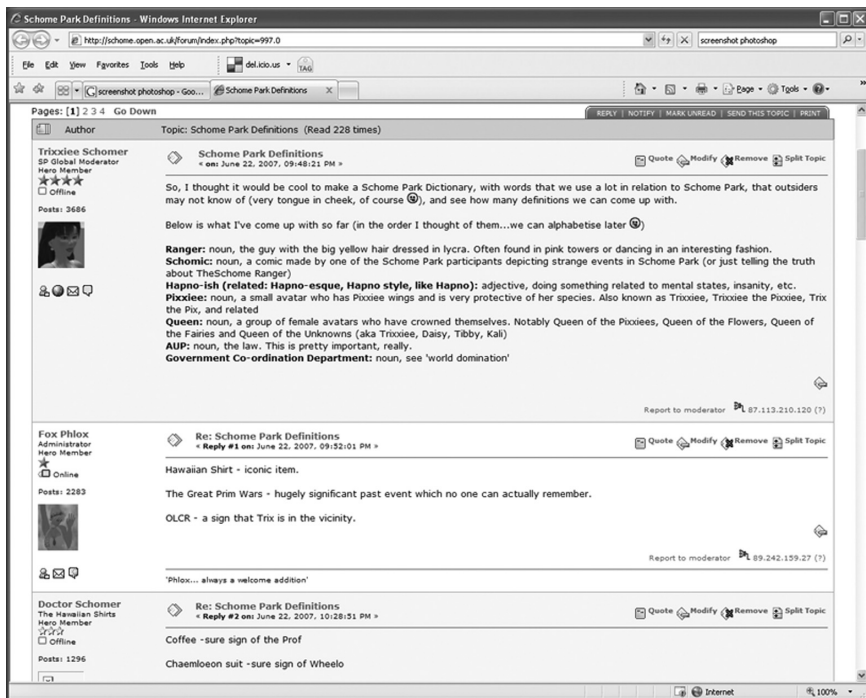 Schome Park Definitions - Windows Internet Explorer
http://schome.open.ac.uk/forum/index.php?topic=997.0
screenshot photoshop
File Edit View Favorites Tools Help del.icio.us TAG
screenshot photoshop - Goo... Schome Park Definitions X Page Tools
Pages: [1] 2 3 4 Go Down
REPLY | NOTIFY | MARK UNREAD | SEND THIS TOPIC | PRINT
Author Topic: Schome Park Definitions (Read 228 times)
Trixxiee Schomer
SP Global Moderator
Hero Member
Offline
Posts: 3686
Schome Park Definitions
« on: June 22, 2007, 09:48:21 PM »
Quote Modify Remove Split Topic
So, I thought it would be cool to make a Schome Park Dictionary, with words that we use a lot in relation to Schome Park, that outsiders
may not know of (very tongue in cheek, of course ), and see how many definitions we can come up with.
Below is what I've come up with so far (in the order I thought of them...we can alphabetise later )
Ranger: noun, the guy with the big yellow hair dressed in lycra. Often found in pink towers or dancing in an interesting fashion.
Schomic: noun, a comic made by one of the Schome Park participants depicting strange events in Schome Park (or just telling the truth
about TheSchome Ranger)
Hapno-ish (related: Hapno-esque, Hapno style, like Hapno): adjective, doing something related to mental states, insanity, etc.
Pixxiee: noun, a small avatar who has Pixxiee wings and is very protective of her species. Also known as Trixxiee, Trixxiee the Pixxiee, Trix
the Pix, and related
Queen: noun, a group of female avatars who have crowned themselves. Notably Queen of the Pixxiees, Queen of the Flowers, Queen of
the Fairies and Queen of the Unknowns (aka Trixxiee, Daisy, Tibby, Kali)
AUP: noun, the law. This is pretty important, really.
Government Co-ordination Department: noun, see 'world domination'
Report to moderator 87.113.210.120 (?)
Fox Phlox
Administrator
Hero Member
Online
Posts: 2283
Re: Schome Park Definitions
« Reply #1 on: June 22, 2007, 09:52:01 PM »
Quote Modify Remove Split Topic
Hawaiian Shirt - iconic item.
The Great Prim Wars - hugely significant past event which no one can actually remember.
OLCR - a sign that Trix is in the vicinity.
Report to moderator 89.242.159.27 (?)
'Phlox... always a welcome addition'
Doctor Schomer
The Hawaiian Shirts
Hero Member
Offline
Posts: 1296
Re: Schome Park Definitions
« Reply #2 on: June 22, 2007, 10:28:51 PM »
Quote Modify Remove Split Topic
Coffee -sure sign of the Prof
Chaemloeon suit -sure sign of Wheelo
Internet 100%